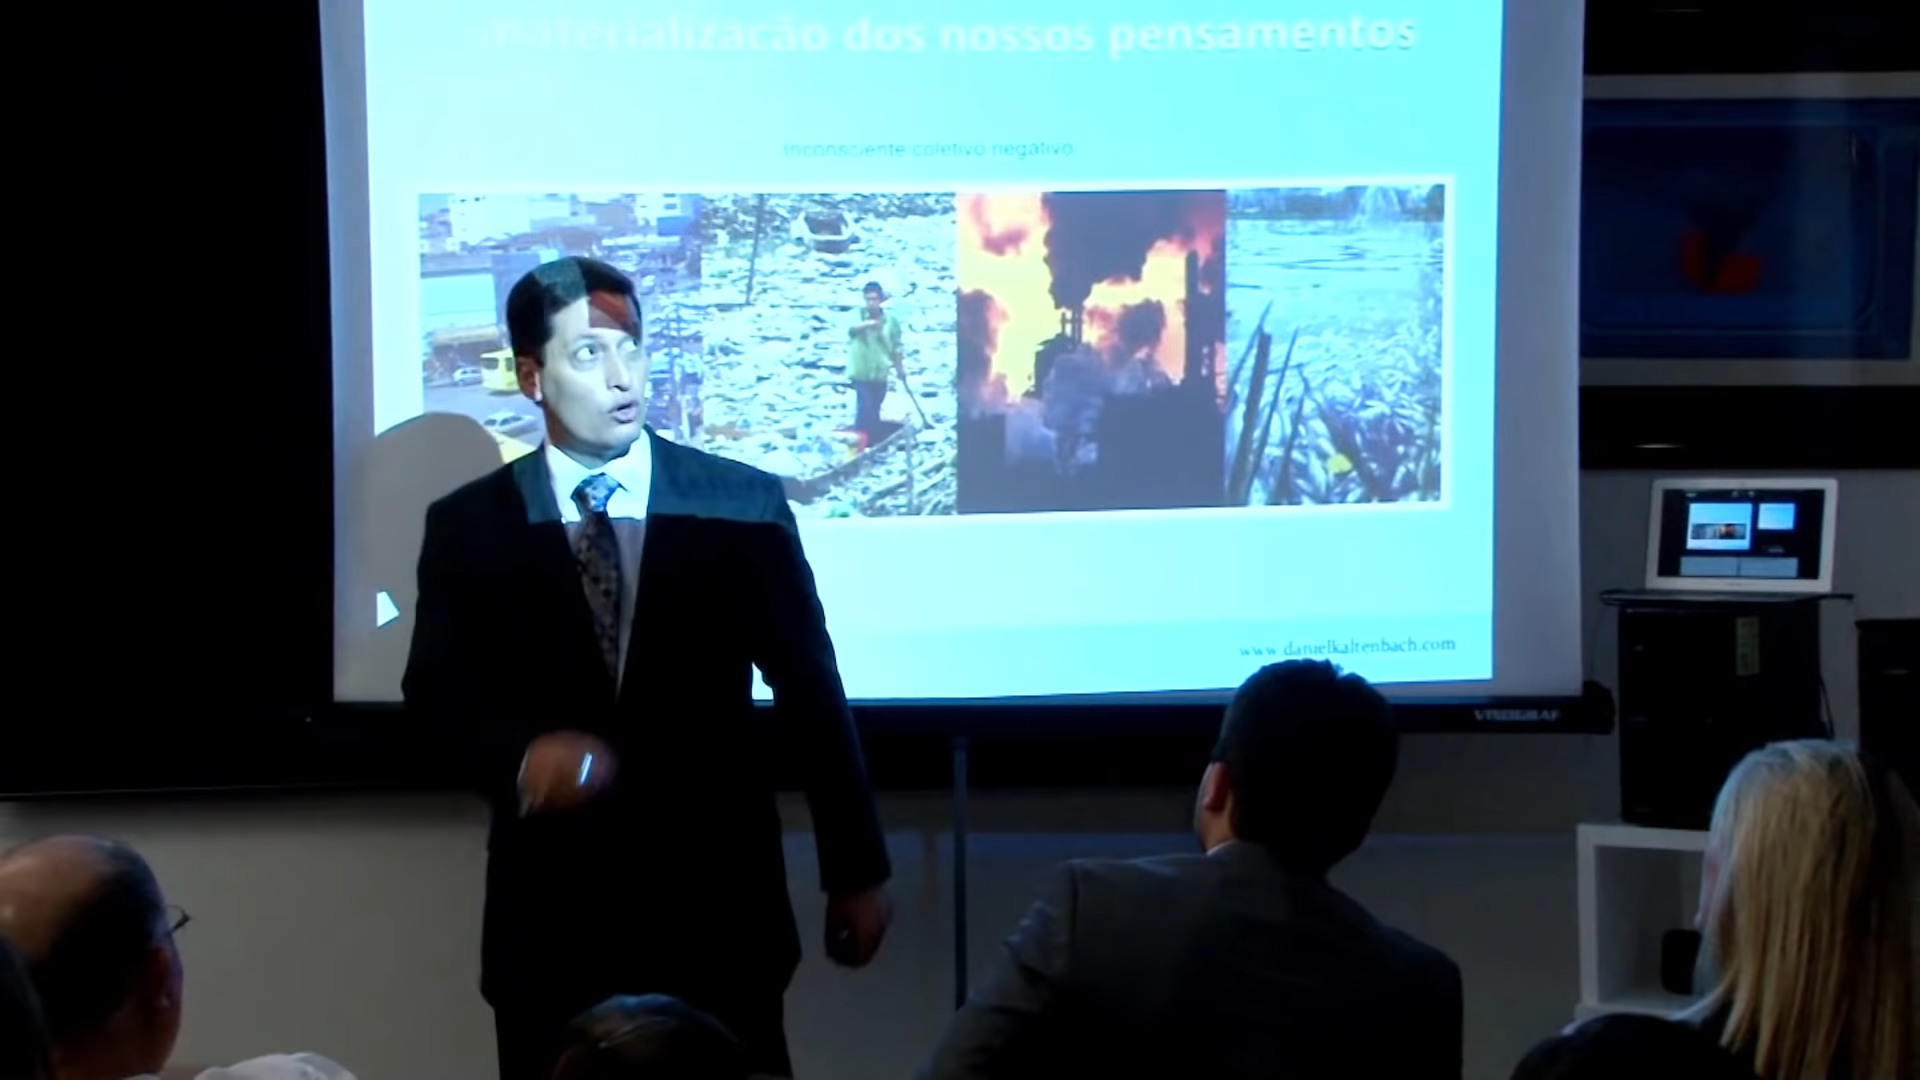 materialização dos nossos pensamentos
Inconsciente coletivo negativo
www.danielkaltenbach.com
VISOGRAF